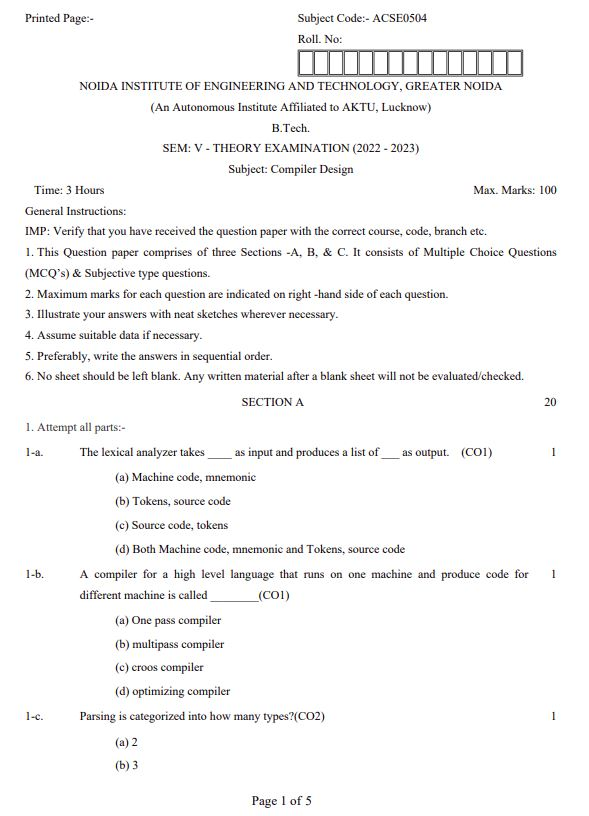 Printed Page:- Subject Code:- ACSE0504
Roll. No:
NOIDA INSTITUTE OF ENGINEERING AND TECHNOLOGY, GREATER NOIDA
(An Autonomous Institute Affiliated to AKTU, Lucknow)
B.Tech.
SEM: V - THEORY EXAMINATION (2022 - 2023)
Subject: Compiler Design
Time: 3 Hours Max. Marks: 100
General Instructions:
IMP: Verify that you have received the question paper with the correct course, code, branch etc.
1. This Question paper comprises of three Sections -A, B, & C. It consists of Multiple Choice Questions
(MCQ's) & Subjective type questions.
2. Maximum marks for each question are indicated on right -hand side of each question.
3. Illustrate your answers with neat sketches wherever necessary.
4. Assume suitable data if necessary.
5. Preferably, write the answers in sequential order.
6. No sheet should be left blank. Any written material after a blank sheet will not be evaluated/checked.
SECTION A 20
1. Attempt all parts:-
1-a. The lexical analyzer takes ____ as input and produces a list of ___ as output. (CO1) 1
(a) Machine code, mnemonic
(b) Tokens, source code
(c) Source code, tokens
(d) Both Machine code, mnemonic and Tokens, source code
1-b. A compiler for a high level language that runs on one machine and produce code for 1
different machine is called ________(CO1)
(a) One pass compiler
(b) multipass compiler
(c) croos compiler
(d) optimizing compiler
1-c. Parsing is categorized into how many types?(CO2) 1
(a) 2
(b) 3
Page 1 of 5